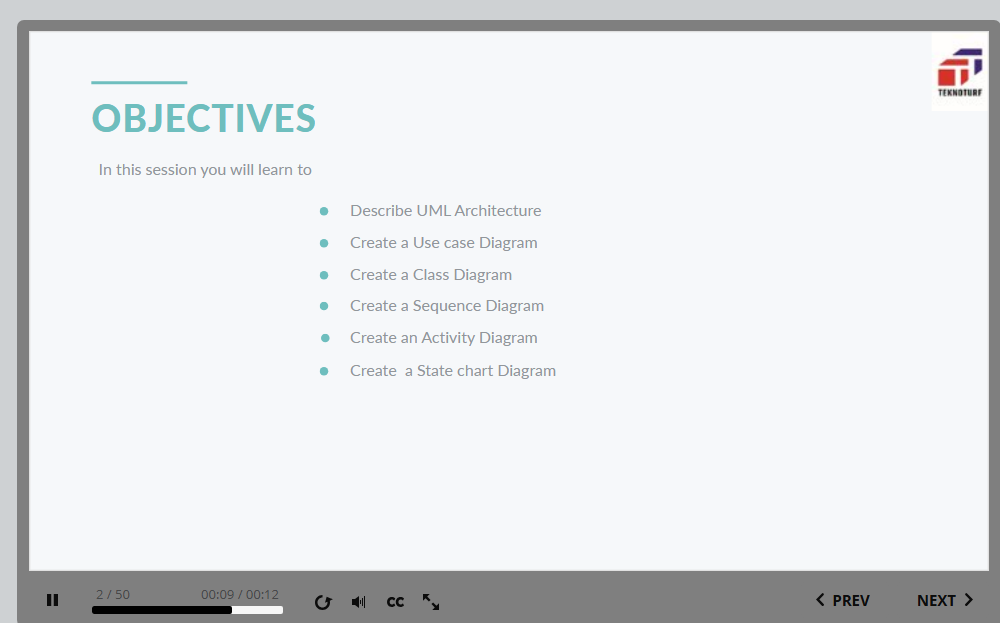 TEKNOTURF
OBJECTIVES
In this session you will learn to
Describe UML Architecture
Create a Use case Diagram
Create a Class Diagram
Create a Sequence Diagram
Create an Activity Diagram
Create  a State chart Diagram
2 / 50
00:09 / 00:12
CC
PREV
NEXT